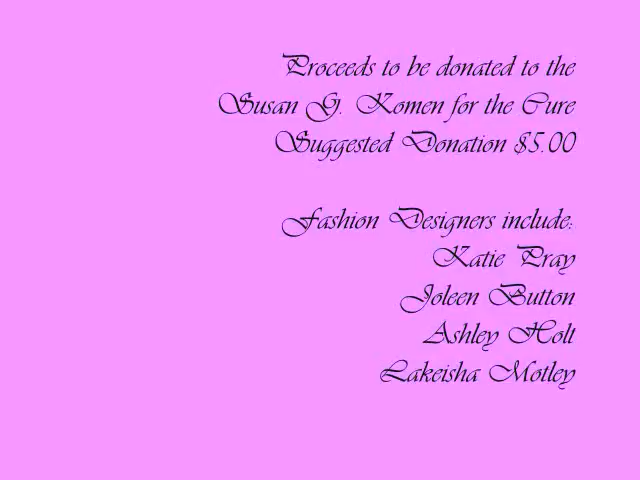 Proceeds to be donated to the
Susan G. Komen for the Cure
Suggested Donation $5.00
Fashion Designers include:
Katie Pray
Joleen Button
Ashley Holt
Lakeisha Motley